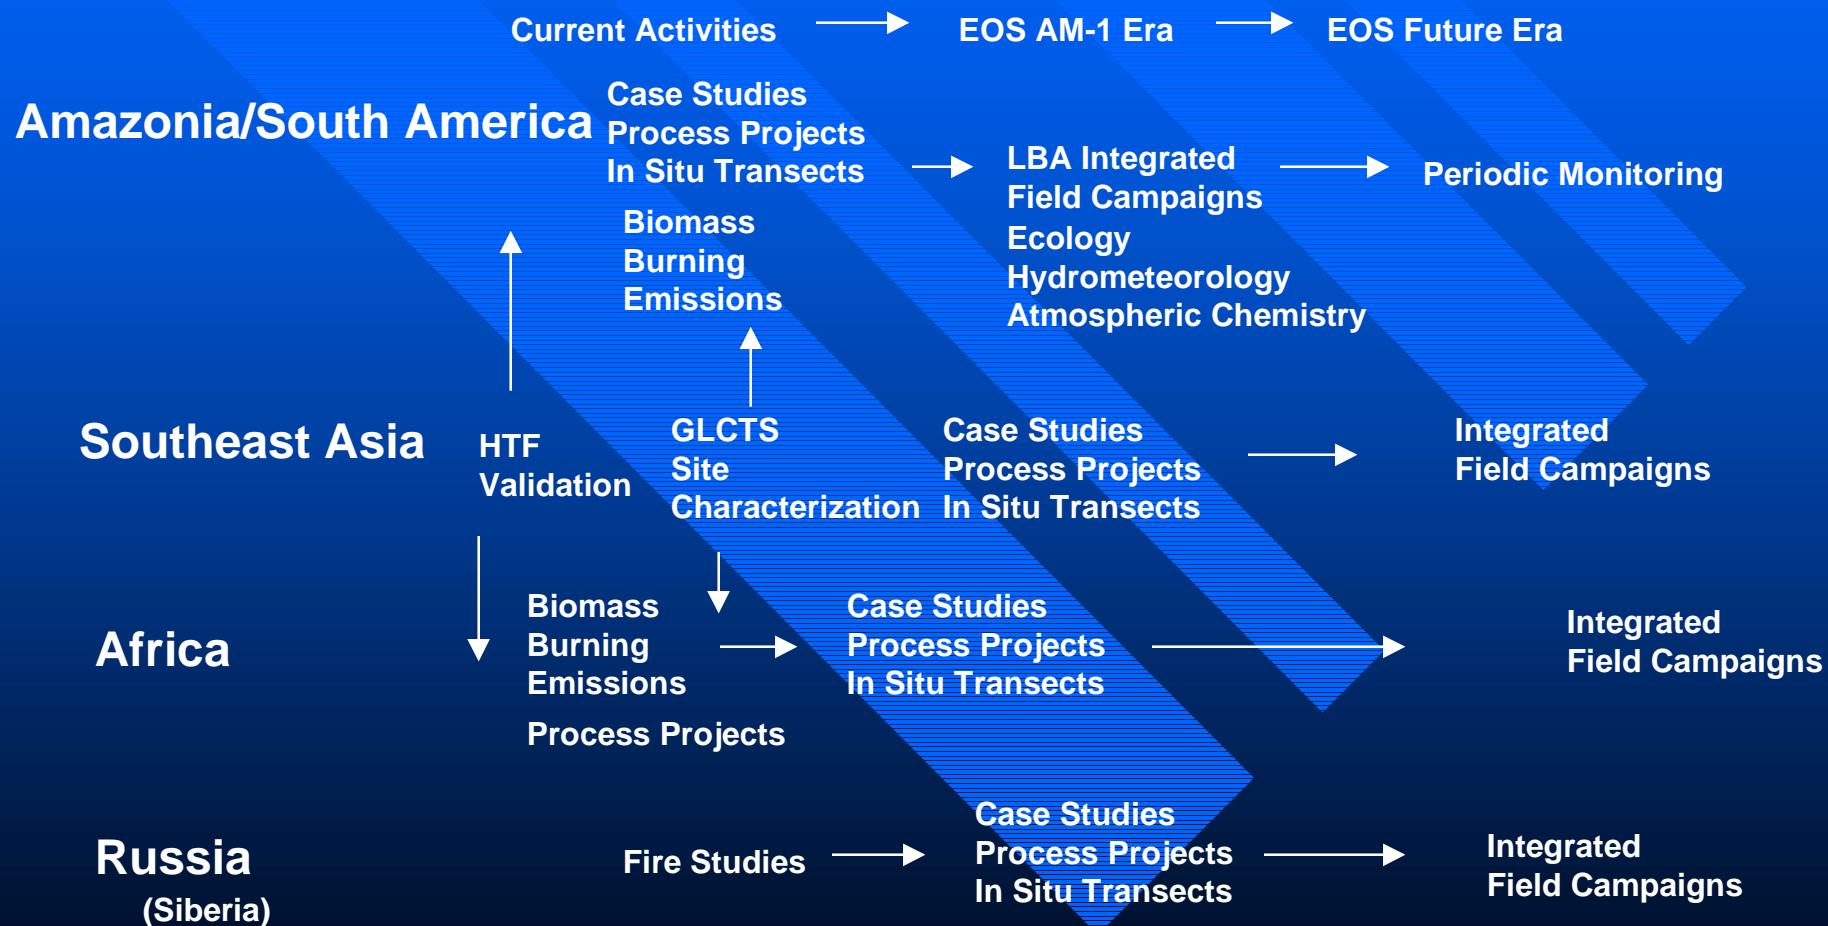 Current Activities
EOS AM-1 Era
EOS Future Era
Amazonia/South America
Case Studies
Process Projects
In Situ Transects
Biomass
Burning
Emissions
LBA Integrated
Field Campaigns
Ecology
Hydrometeorology
Atmospheric Chemistry
Periodic Monitoring
Southeast Asia
HTF
Validation
GLCTS
Site
Characterization
Case Studies
Process Projects
In Situ Transects
Integrated
Field Campaigns
Africa
Biomass
Burning
Emissions
Process Projects
Case Studies
Process Projects
In Situ Transects
Integrated
Field Campaigns
Russia
(Siberia)
Fire Studies
Case Studies
Process Projects
In Situ Transects
Integrated
Field Campaigns